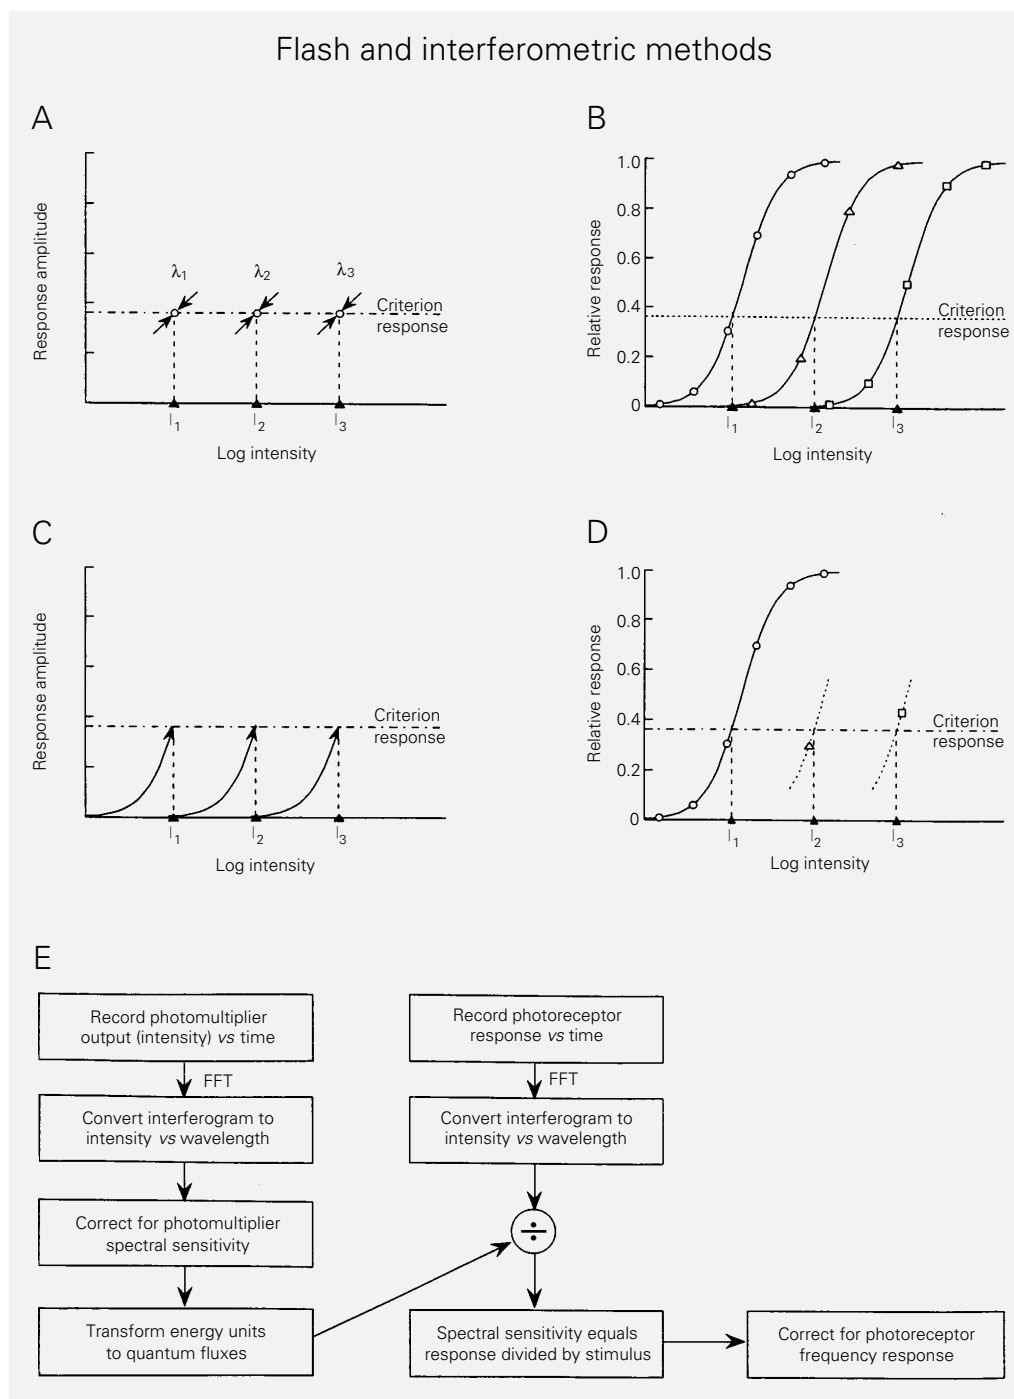 Flash and interferometric methods
A
Response amplitude
λ1
λ2
λ3
Criterion
response
I1
I2
I3
Log intensity
B
Relative response
1.0
0.8
0.6
0.4
0.2
0
Criterion
response
I1
I2
I3
Log intensity
C
Response amplitude
Criterion
response
I1
I2
I3
Log intensity
D
Relative response
1.0
0.8
0.6
0.4
0.2
0
Criterion
response
I1
I2
I3
Log intensity
E
Record photomultiplier
output (intensity) vs time
FFT
Convert interferogram to
intensity vs wavelength
Correct for photomultiplier
spectral sensitivity
Transform energy units
to quantum fluxes
Record photoreceptor
response vs time
FFT
Convert interferogram to
intensity vs wavelength
÷
Spectral sensitivity equals
response divided by stimulus
Correct for photoreceptor
frequency response